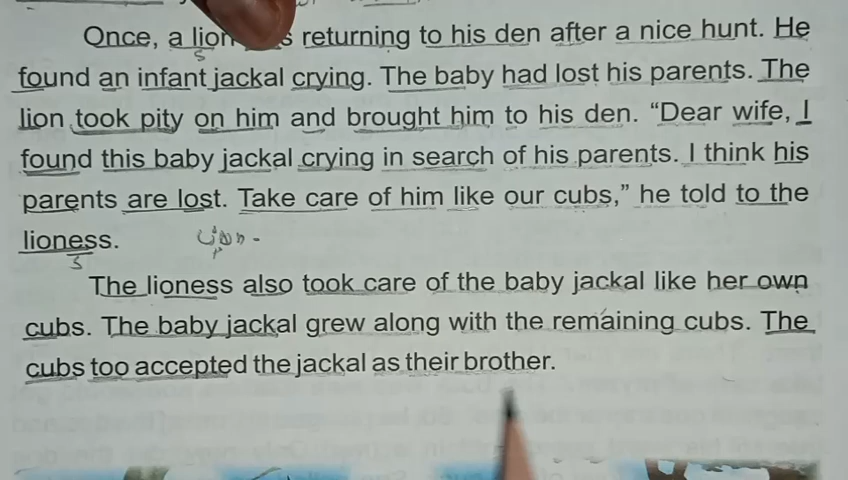 Once, a lion s returning to his den after a nice hunt. He
found an infant jackal crying. The baby had lost his parents. The
lion took pity on him and brought him to his den. “Dear wife, I
found this baby jackal crying in search of his parents. I think his
parents are lost. Take care of him like our cubs,” he told to the
lioness.
The lioness also took care of the baby jackal like her own
cubs. The baby jackal grew along with the remaining cubs. The
cubs too accepted the jackal as their brother.